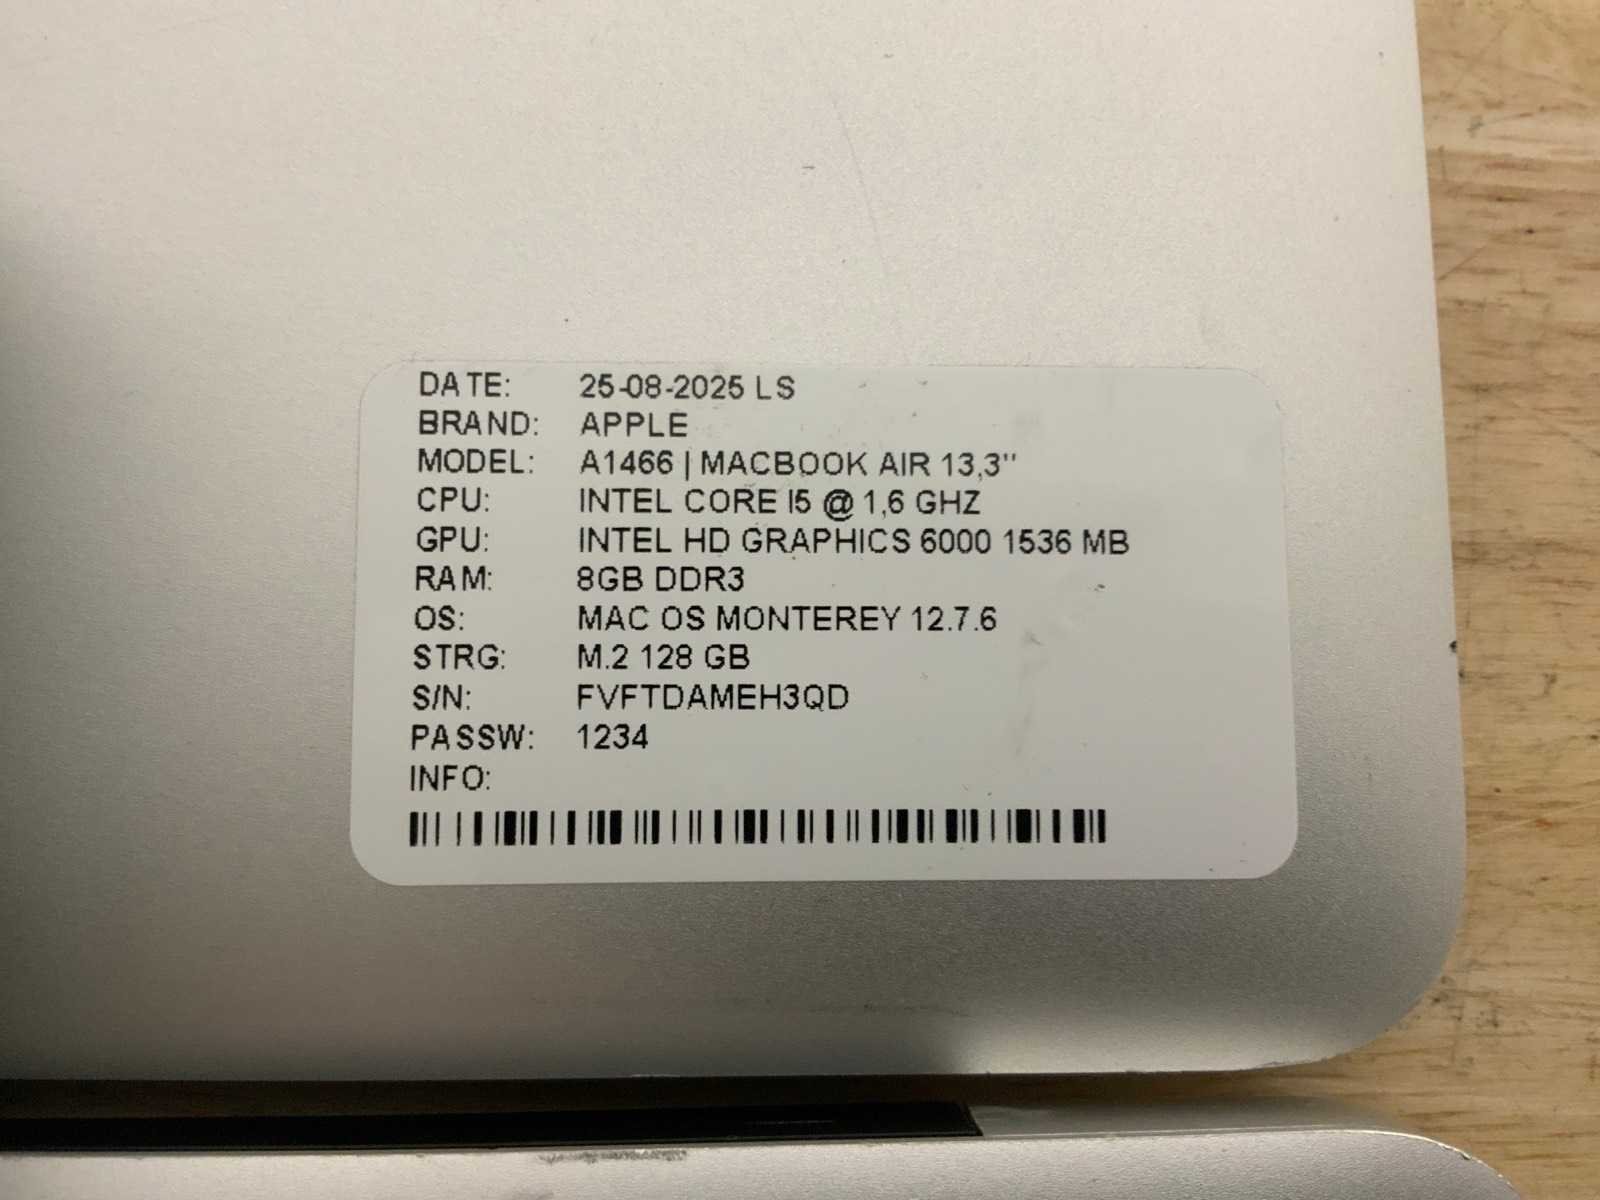 DATE: 25-08-2025 LS
BRAND: APPLE
MODEL: A1466 | MACBOOK AIR 13,3"
CPU: INTEL CORE I5 @ 1,6 GHZ
GPU: INTEL HD GRAPHICS 6000 1536 MB
RAM: 8GB DDR3
OS: MAC OS MONTEREY 12.7.6
STRG: M.2 128 GB
S/N: FVFTDAMEH3QD
PASSW: 1234
INFO: